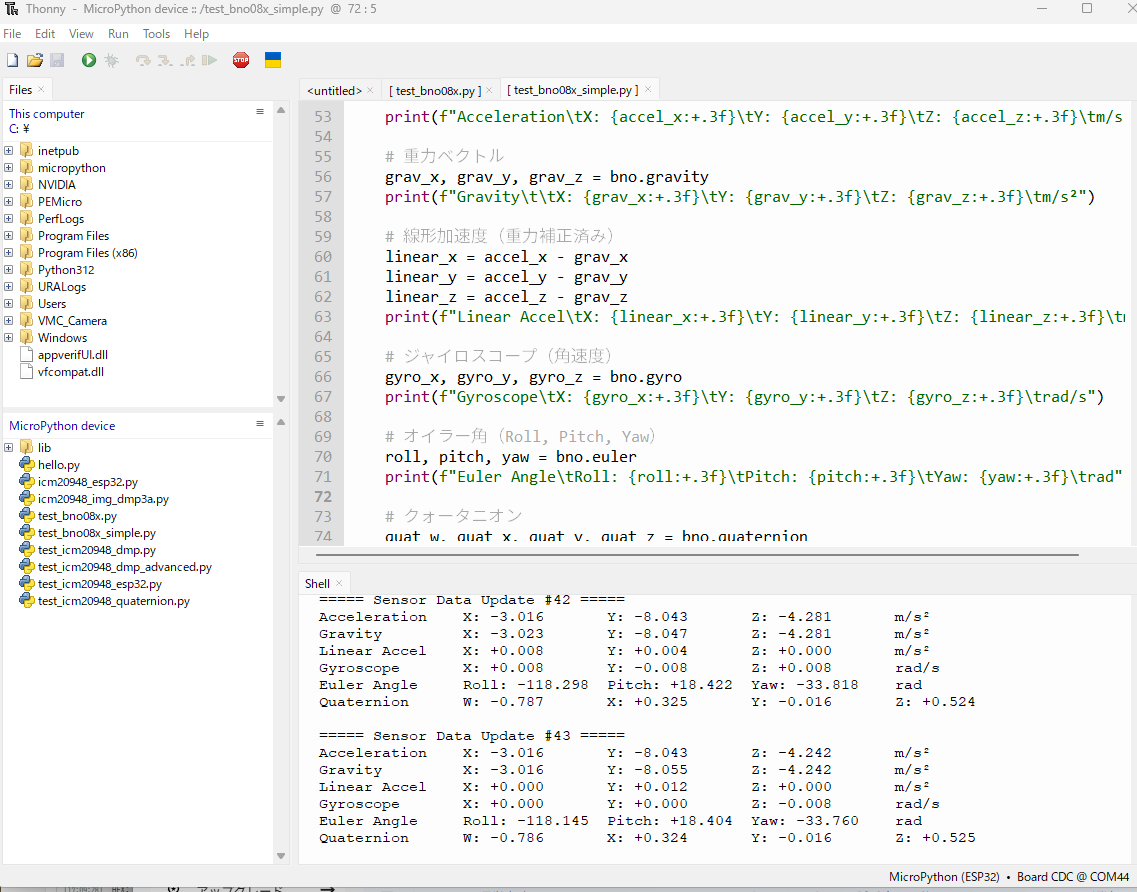 Thonny - MicroPython device :: /test_bno08x_simple.py @ 72 : 5
File Edit View Run Tools Help
STOP
Files
This computer
C: ¥
inetpub
micropython
NVIDIA
PEMicro
PerfLogs
Program Files
Program Files (x86)
Python312
URALogs
Users
VMC_Camera
Windows
appverifUI.dll
vfcompat.dll
MicroPython device
lib
hello.py
icm20948_esp32.py
icm20948_img_dmp3a.py
test_bno08x.py
test_bno08x_simple.py
test_icm20948_dmp.py
test_icm20948_dmp_advanced.py
test_icm20948_esp32.py
test_icm20948_quaternion.py
<untitled> [ test_bno08x.py ] [ test_bno08x_simple.py ]
53 print(f"Acceleration\tX: {accel_x:+.3f}\tY: {accel_y:+.3f}\tZ: {accel_z:+.3f}\tm/s
54
55 # 重力ベクトル
56 grav_x, grav_y, grav_z = bno.gravity
57 print(f"Gravity\t\tX: {grav_x:+.3f}\tY: {grav_y:+.3f}\tZ: {grav_z:+.3f}\tm/s²")
58
59 # 線形加速度（重力補正済み）
60 linear_x = accel_x - grav_x
61 linear_y = accel_y - grav_y
62 linear_z = accel_z - grav_z
63 print(f"Linear Accel\tX: {linear_x:+.3f}\tY: {linear_y:+.3f}\tZ: {linear_z:+.3f}\tm
64
65 # ジャイロスコープ（角速度）
66 gyro_x, gyro_y, gyro_z = bno.gyro
67 print(f"Gyroscope\tX: {gyro_x:+.3f}\tY: {gyro_y:+.3f}\tZ: {gyro_z:+.3f}\trad/s")
68
69 # オイラー角（Roll, Pitch, Yaw）
70 roll, pitch, yaw = bno.euler
71 print(f"Euler Angle\tRoll: {roll:+.3f}\tPitch: {pitch:+.3f}\tYaw: {yaw:+.3f}\trad"
72
73 # クォータニオン
74 quat_w, quat_x, quat_y, quat_z = bno.quaternion
Shell
===== Sensor Data Update #42 =====
Acceleration X: -3.016 Y: -8.043 Z: -4.281 m/s²
Gravity X: -3.023 Y: -8.047 Z: -4.281 m/s²
Linear Accel X: +0.008 Y: +0.004 Z: +0.000 m/s²
Gyroscope X: +0.008 Y: -0.008 Z: +0.008 rad/s
Euler Angle Roll: -118.298 Pitch: +18.422 Yaw: -33.818 rad
Quaternion W: -0.787 X: +0.325 Y: -0.016 Z: +0.524
===== Sensor Data Update #43 =====
Acceleration X: -3.016 Y: -8.043 Z: -4.242 m/s²
Gravity X: -3.016 Y: -8.055 Z: -4.242 m/s²
Linear Accel X: +0.000 Y: +0.012 Z: +0.000 m/s²
Gyroscope X: +0.000 Y: +0.000 Z: -0.008 rad/s
Euler Angle Roll: -118.145 Pitch: +18.404 Yaw: -33.760 rad
Quaternion W: -0.786 X: +0.324 Y: -0.016 Z: +0.525
MicroPython (ESP32) • Board CDC @ COM44